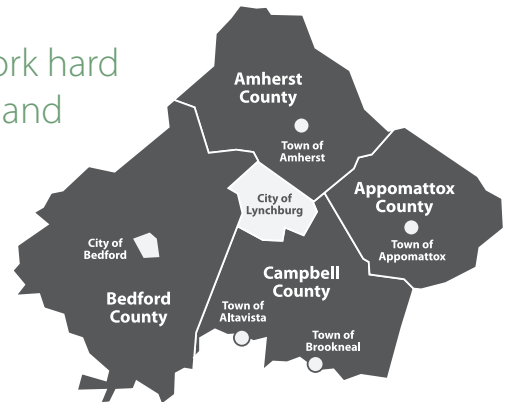 ork hard
and
Amherst
County
Town of
Amherst
Appomattox
County
Town of
Appomattox
City of
Lynchburg
City of
Bedford
Bedford
County
Campbell
County
Town of
Altavista
Town of
Brookneal